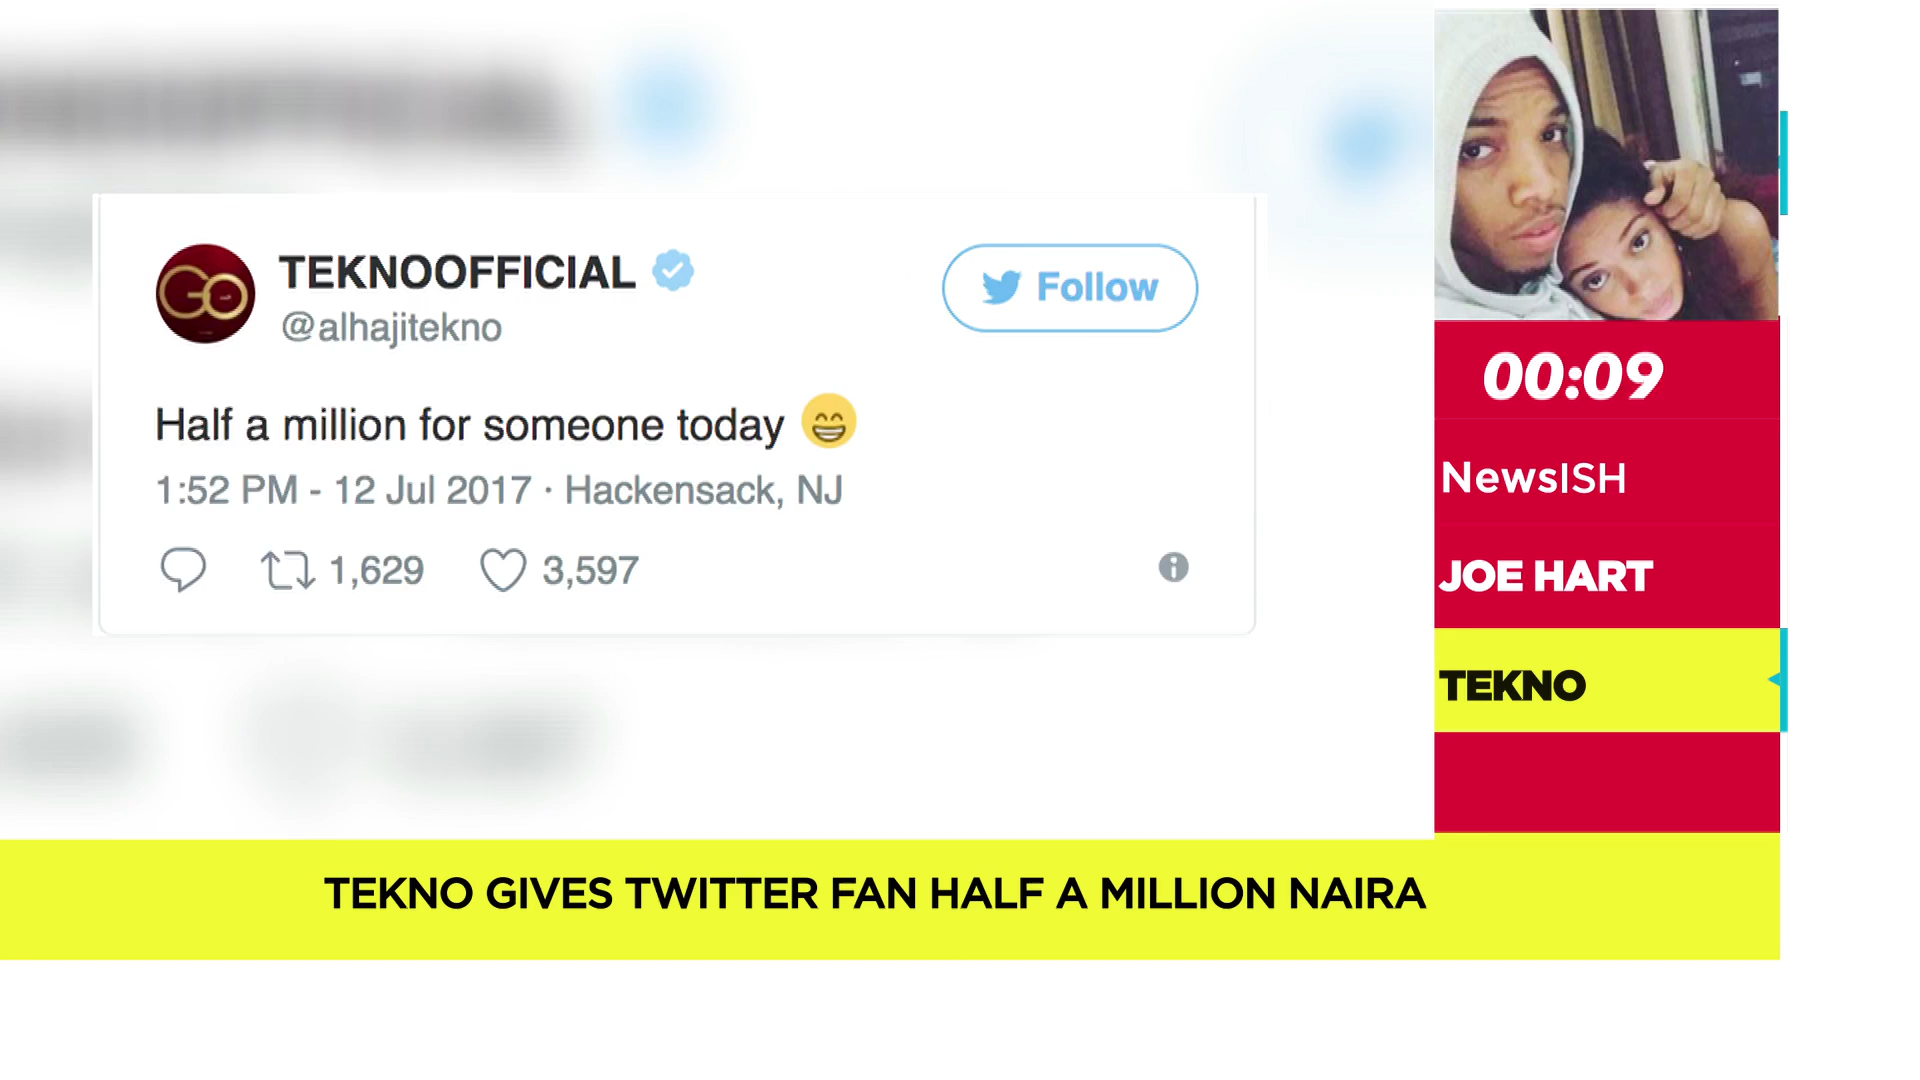 TEKNOOFFICIAL
@alhajitekno
Follow
Half a million for someone today 😁
1:52 PM - 12 Jul 2017 · Hackensack, NJ
1,629 3,597
GO
00:09
NewsISH
JOE HART
TEKNO
TEKNO GIVES TWITTER FAN HALF A MILLION NAIRA